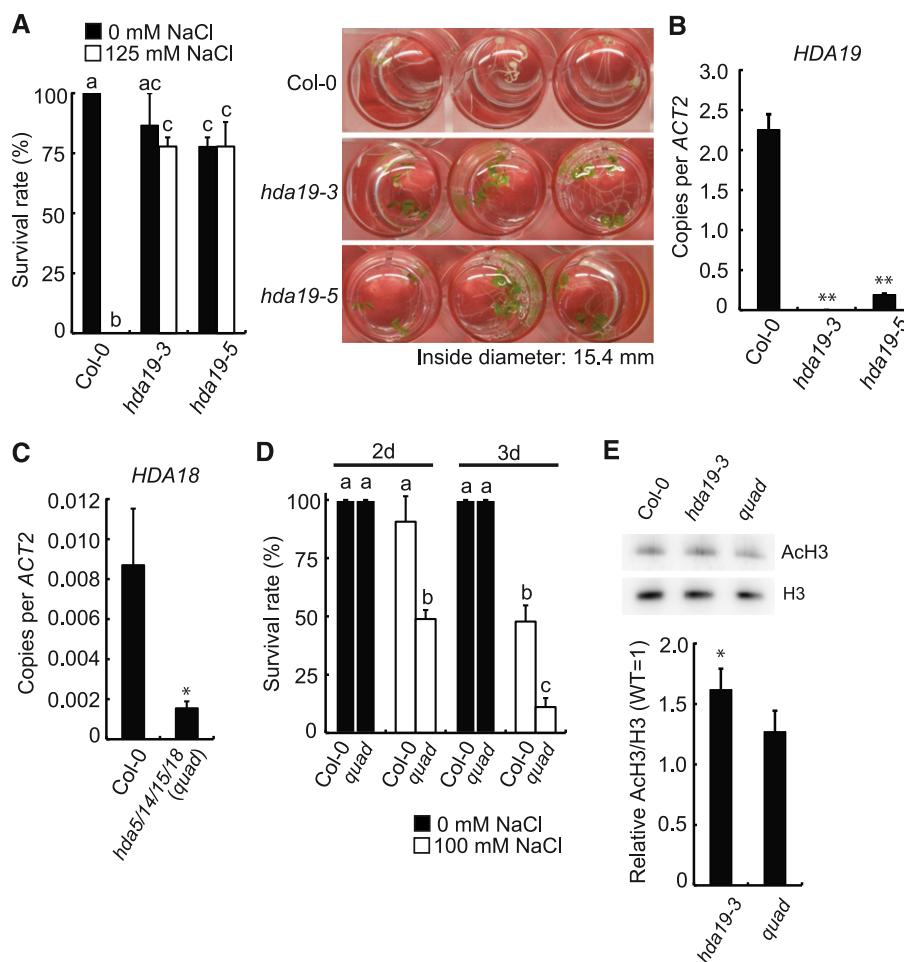 A
0 mM NaCl
125 mM NaCl
Survival rate (%)
100
75
50
25
0
a
b
ac
c
c
c
Col-0
hda19-3
hda19-5
Col-0
hda19-3
hda19-5
Inside diameter: 15.4 mm
B
HDA19
Copies per ACT2
3.0
2.5
2.0
1.5
1.0
0.5
0
**
**
Col-0
hda19-3
hda19-5
C
HDA18
Copies per ACT2
0.012
0.010
0.008
0.006
0.004
0.002
0
*
Col-0
hda5/14/15/18
(quad)
D
2d
3d
Survival rate (%)
100
75
50
25
0
a
a
a
b
a
a
b
c
Col-0
quad
Col-0
quad
Col-0
quad
Col-0
quad
0 mM NaCl
100 mM NaCl
E
Col-0
hda19-3
quad
AcH3
H3
Relative AcH3/H3 (WT=1)
2.0
1.5
1.0
0.5
0
*
hda19-3
quad